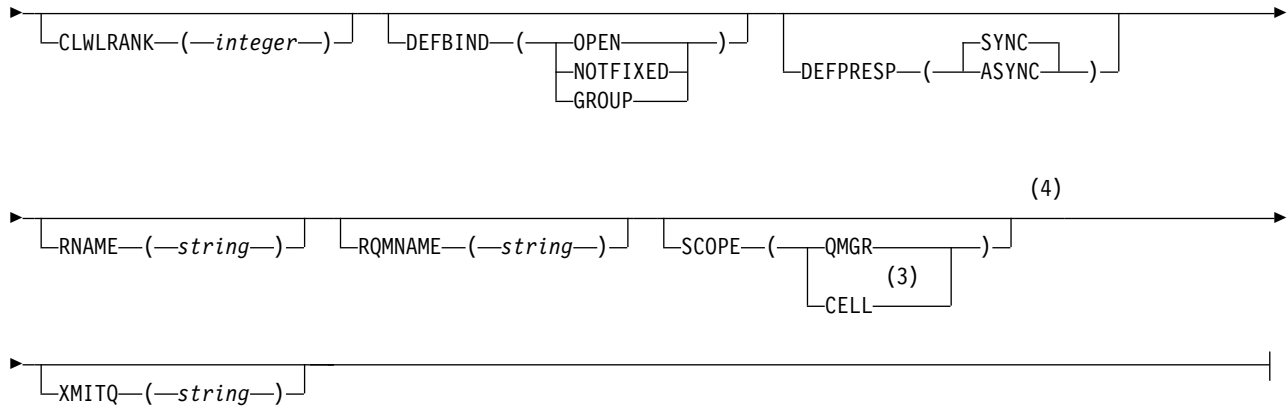 CLWLRANK ( integer ) DEFBIND ( OPEN ) DEFPRESP ( SYNC )
NOTFIXED ASYNC
GROUP
(4)
RNAME ( string ) RQMNAME ( string ) SCOPE ( QMGR )
(3)
CELL
XMITQ ( string )